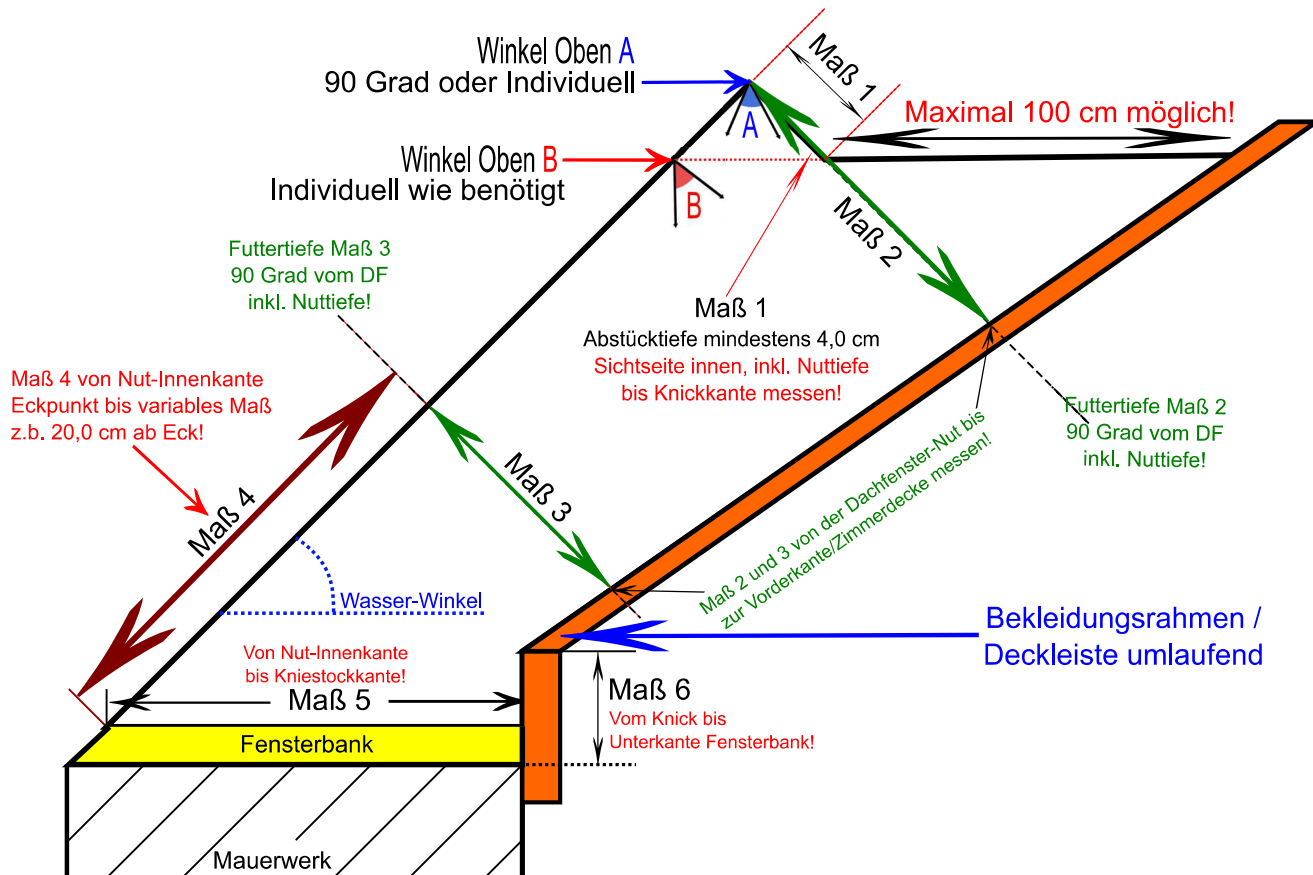 Winkel Oben A
90 Grad oder Individuell
A
Maß 1
Maximal 100 cm möglich!
Winkel Oben B
Individuell wie benötigt
B
Maß 2
Futtertiefe Maß 3
90 Grad vom DF
inkl. Nuttiefe!
Maß 1
Abstücktiefe mindestens 4,0 cm
Sichtseite innen, inkl. Nuttiefe
bis Knickkante messen!
Maß 4 von Nut-Innenkante
Eckpunkt bis variables Maß
z.b. 20,0 cm ab Eck!
Futtertiefe Maß 2
90 Grad vom DF
inkl. Nuttiefe!
Maß 4
Maß 3
Maß 2 und 3 von der Dachfenster-Nut bis
zur Vorderkante/Zimmerdecke messen!
Wasser-Winkel
Bekleidungsrahmen /
Deckleiste umlaufend
Von Nut-Innenkante
bis Kniestockkante!
Maß 5
Maß 6
Vom Knick bis
Unterkante Fensterbank!
Fensterbank
Mauerwerk